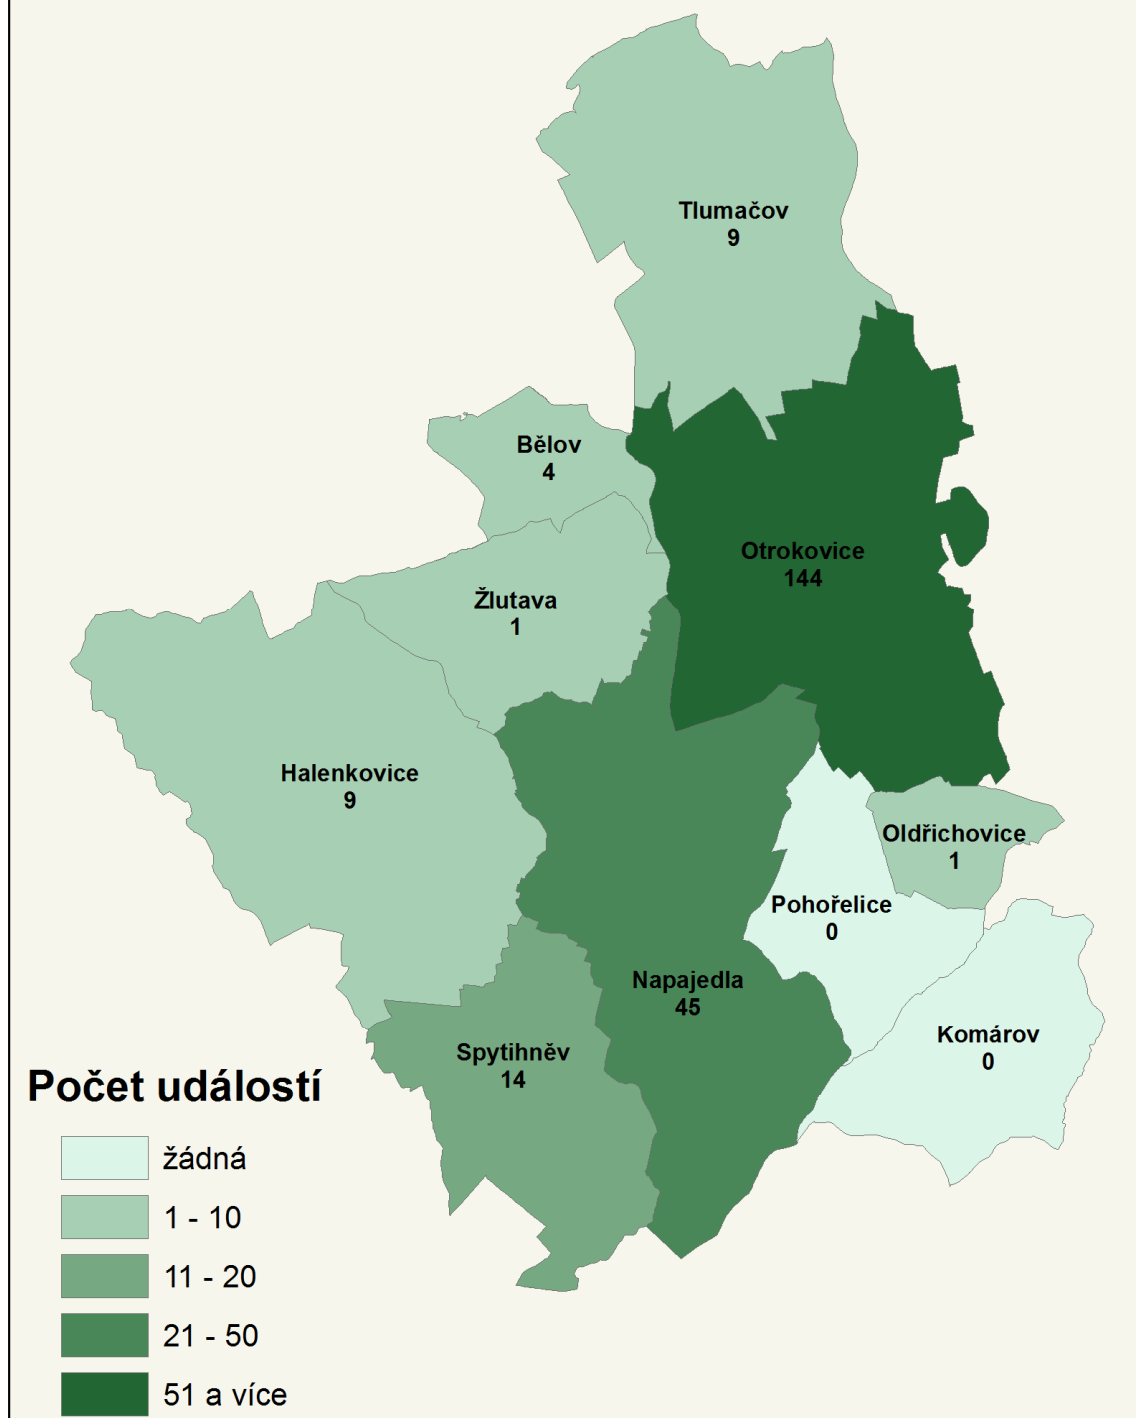 Tlumačov
9
Bělov
4
Otrokovice
144
Žlutava
1
Halenkovice
9
Oldřichovice
1
Pohořelice
0
Napajedla
45
Komárov
0
Spytihněv
14
Počet událostí
žádná
1 - 10
11 - 20
21 - 50
51 a více